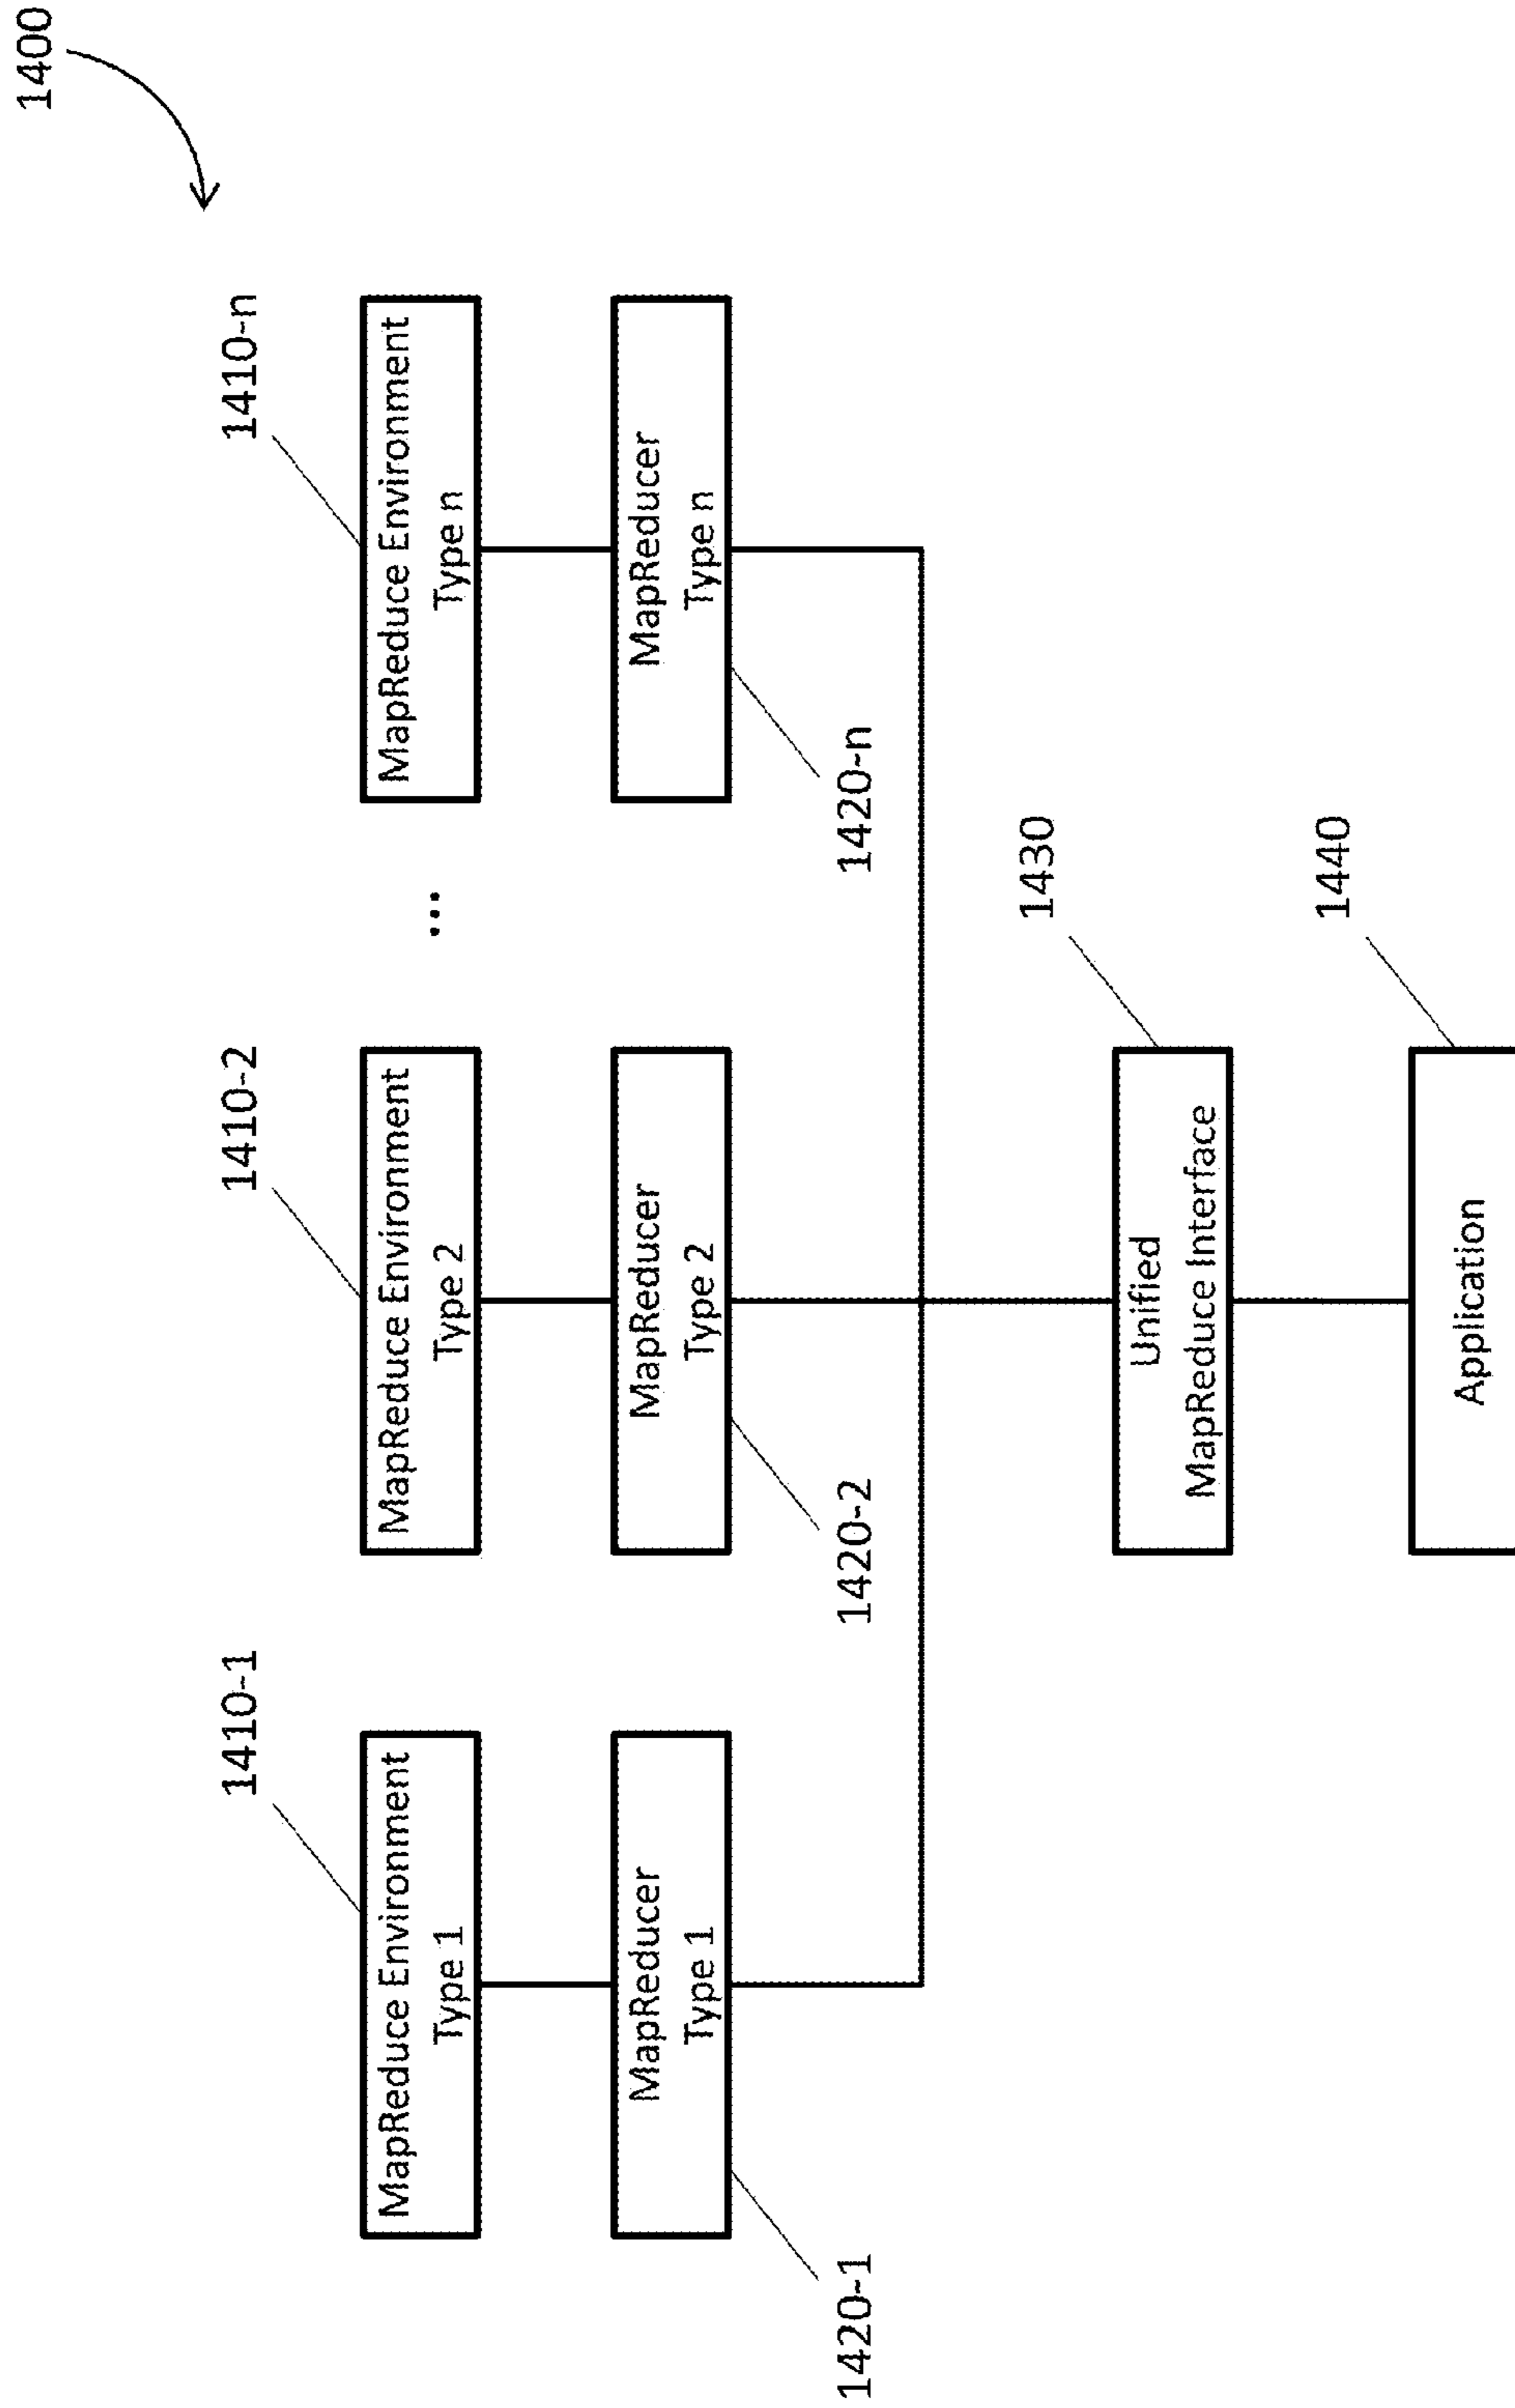 1400
1410-1
1410-2
1410-n
MapReduce Environment
Type 1
MapReduce Environment
Type 2
...
MapReduce Environment
Type n
MapReducer
Type 1
MapReducer
Type 2
MapReducer
Type n
1420-1
1420-2
1420-n
1430
Unified
MapReduce Interface
1440
Application